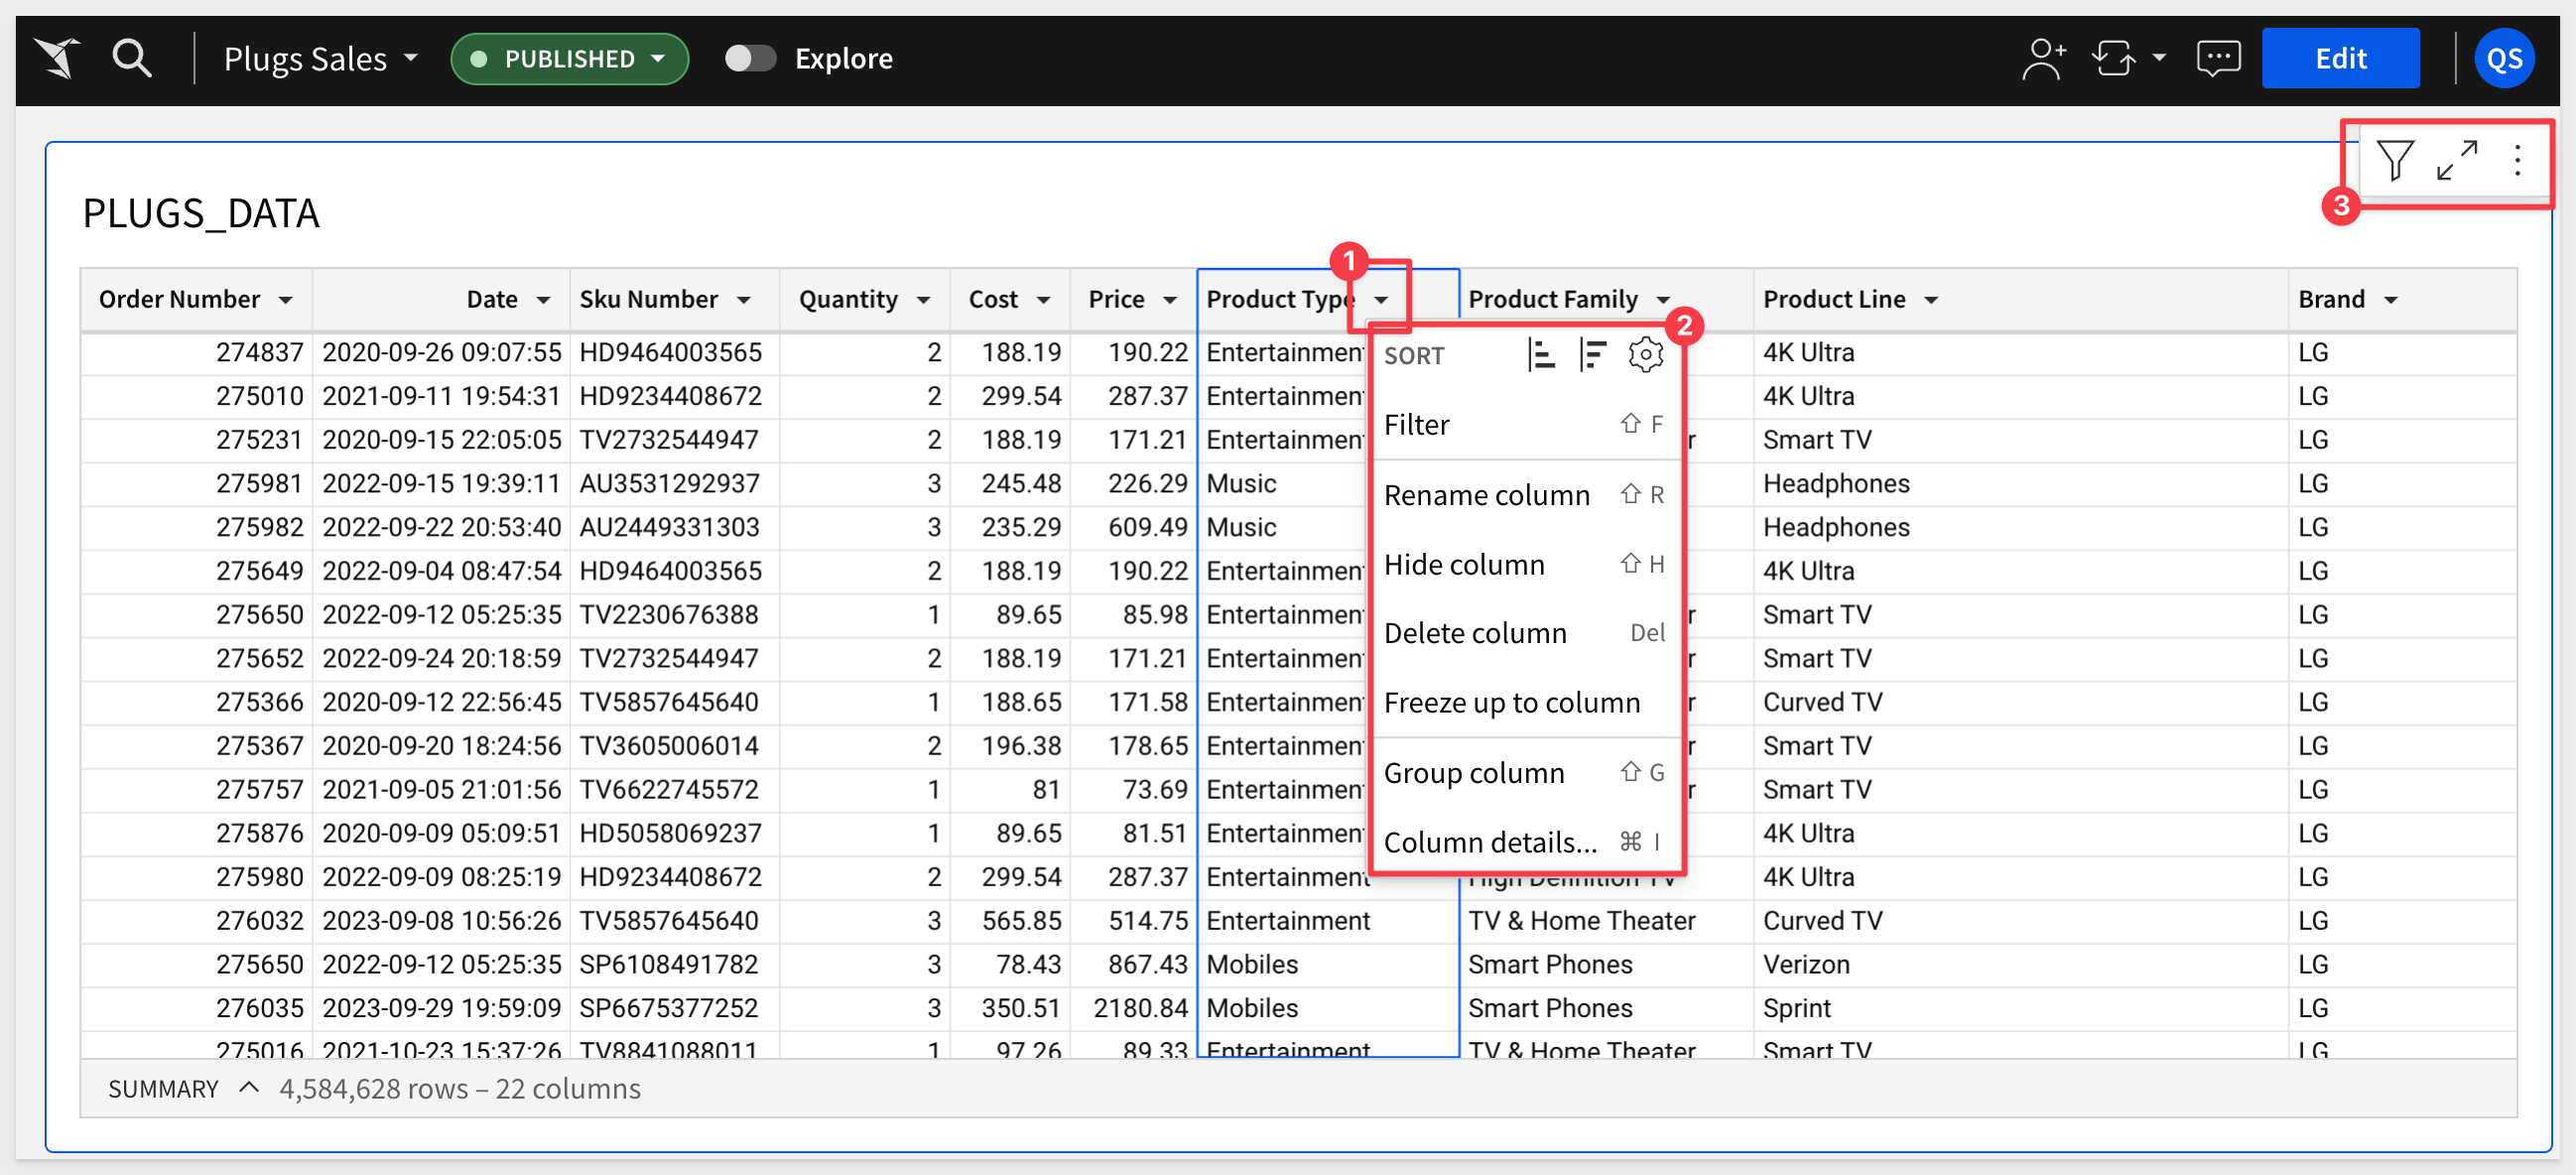 Plugs Sales PUBLISHED Explore Edit QS
3
PLUGS_DATA
1
Order Number Date Sku Number Quantity Cost Price Product Type Product Family Product Line Brand
2
274837 2020-09-26 09:07:55 HD9464003565 2 188.19 190.22 Entertainment 4K Ultra LG
275010 2021-09-11 19:54:31 HD9234408672 2 299.54 287.37 Entertainment 4K Ultra LG
275231 2020-09-15 22:05:05 TV2732544947 2 188.19 171.21 Entertainment r Smart TV LG
275981 2022-09-15 19:39:11 AU3531292937 3 245.48 226.29 Music Headphones LG
275982 2022-09-22 20:53:40 AU2449331303 3 235.29 609.49 Music Headphones LG
275649 2022-09-04 08:47:54 HD9464003565 2 188.19 190.22 Entertainment 4K Ultra LG
275650 2022-09-12 05:25:35 TV2230676388 1 89.65 85.98 Entertainment r Smart TV LG
275652 2022-09-24 20:18:59 TV2732544947 2 188.19 171.21 Entertainment r Smart TV LG
275366 2020-09-12 22:56:45 TV5857645640 1 188.65 171.58 Entertainment r Curved TV LG
275367 2020-09-20 18:24:56 TV3605006014 2 196.38 178.65 Entertainment r Smart TV LG
275757 2021-09-05 21:01:56 TV6622745572 1 81 73.69 Entertainment r Smart TV LG
275876 2020-09-09 05:09:51 HD5058069237 1 89.65 81.51 Entertainment 4K Ultra LG
275980 2022-09-09 08:25:19 HD9234408672 2 299.54 287.37 Entertainment High Definition TV 4K Ultra LG
276032 2023-09-08 10:56:26 TV5857645640 3 565.85 514.75 Entertainment TV & Home Theater Curved TV LG
275650 2022-09-12 05:25:35 SP6108491782 3 78.43 867.43 Mobiles Smart Phones Verizon LG
276035 2023-09-29 19:59:09 SP6675377252 3 350.51 2180.84 Mobiles Smart Phones Sprint LG
275016 2021-10-23 15:37:26 TV8841088011 1 97.26 89.33 Entertainment TV & Home Theater Smart TV LG
SORT
Filter ⇧ F
Rename column ⇧ R
Hide column ⇧ H
Delete column Del
Freeze up to column
Group column ⇧ G
Column details... ⌘ I
SUMMARY 4,584,628 rows – 22 columns